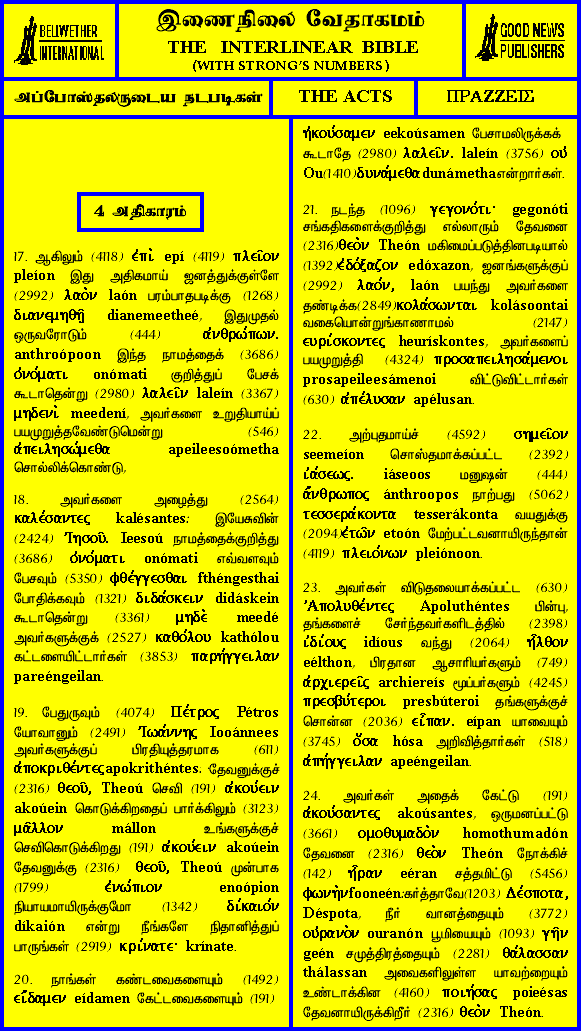 BELLWETHER
INTERNATIONAL
இணைநிலை வேதாகமம்
THE INTERLINEAR BIBLE
(WITH STRONG'S NUMBERS)
GOOD NEWS
PUBLISHERS
அப்போஸ்தலருடைய நடபடிகள்
THE ACTS
ΠΡΑΖΖΕΙΣ
4 அதிகாரம்
17. ஆகிலும் (4118) ἐπὶ epí (4119) πλεῖον
pleíon இது அதிகமாய் ஜனத்துக்குள்ளே
(2992) λαὸν laón பரம்பாதபடிக்கு (1268)
διανεμηθῇ dianemeetheé, இதுமுதல்
ஒருவரோடும் (444) ἀνθρώπων.
anthroópoon இந்த நாமத்தைக் (3686)
ὀνόματι onómati குறித்துப் பேசக்
கூடாதென்று (2980) λαλεῖν laleín (3367)
μηδενὶ meedení, அவர்களை உறுதியாய்ப்
பயமுறுத்தவேண்டுமென்று (546)
ἀπειλησώμεθα apeileesoómetha
சொல்லிக்கொண்டு,
18. அவர்களை அழைத்து (2564)
καλέσαντες kalésantes: இயேசுவின்
(2424) Ἰησοῦ. Ieesoú நாமத்தைக்குறித்து
(3686) ὀνόματι onómati எவ்வளவும்
பேசவும் (5350) φθέγγεσθαι fthéngesthai
போதிக்கவும் (1321) διδάσκειν didáskein
கூடாதென்று (3361) μηδὲ meedé
அவர்களுக்குக் (2527) καθόλου kathólou
கட்டளையிட்டார்கள் (3853) παρήγγειλαν
pareéngeilan.
19. பேதுருவும் (4074) Πέτρος Pétros
யோவானும் (2491) Ἰωάννης Iooánnees
அவர்களுக்குப் பிரதியுத்தரமாக (611)
ἀποκριθέντες apokrithéntes: தேவனுக்குச்
(2316) θεοῦ, Theoú செவி (191) ἀκούειν
akoúein கொடுக்கிறதைப் பார்க்கிலும் (3123)
μᾶλλον mállon உங்களுக்குச்
செவிகொடுக்கிறது (191) ἀκούειν akoúein
தேவனுக்கு (2316) θεοῦ, Theoú முன்பாக
(1799) ἐνώπιον enoópion
நியாயமாயிருக்குமோ (1342) δίκαιόν
díkaión என்று நீங்களே நிதானித்துப்
பாருங்கள் (2919) κρίνατε· krínate.
20. நாங்கள் கண்டவைகளையும் (1492)
εἴδαμεν eídamen கேட்டவைகளையும் (191)
ἠκούσαμεν eekoúsamen பேசாமலிருக்கக்
கூடாதே (2980) λαλεῖν. laleín (3756) οὐ
Ou(1410)δυνάμεθα dunámethaஎன்றார்கள்.
21. நடந்த (1096) γεγονότι· gegonóti
சங்கதிகளைக்குறித்து எல்லாரும் தேவனை
(2316)θεὸν Theón மகிமைப்படுத்தினபடியால்
(1392)ἐδόξαζον edóxazon, ஜனங்களுக்குப்
(2992) λαόν, laón பயந்து அவர்களை
தண்டிக்க(2849)κολάσωνται kolásoontai
வகையொன்றுங்காணாமல் (2147)
εὑρίσκοντες heurískontes, அவர்களைப்
பயமுறுத்தி (4324) προσαπειλησάμενοι
prosapeileesámenoi விட்டுவிட்டார்கள்
(630) ἀπέλυσαν apélusan.
22. அற்புதமாய்ச் (4592) σημεῖον
seemeíon சொஸ்தமாக்கப்பட்ட (2392)
ἰάσεως. iáseoos மனுஷன் (444)
ἄνθρωπος ánthroopos நாற்பது (5062)
τεσσεράκοντα tesserákonta வயதுக்கு
(2094)ἐτῶν etoón மேற்பட்டவனாயிருந்தான்
(4119) πλειόνων pleiónoon.
23. அவர்கள் விடுதலையாக்கப்பட்ட (630)
Ἀπολυθέντες Apoluthéntes பின்பு,
தங்களைச் சேர்ந்தவர்களிடத்தில் (2398)
ἰδίους idíous வந்து (2064) ἦλθον
eélthon, பிரதான ஆசாரியர்களும் (749)
ἀρχιερεῖς archiereís மூப்பர்களும் (4245)
πρεσβύτεροι presbúteroi தங்களுக்குச்
சொன்ன (2036) εἶπαν. eípan யாவையும்
(3745) ὅσα hósa அறிவித்தார்கள் (518)
ἀπήγγειλαν apeéngeilan.
24. அவர்கள் அதைக் கேட்டு (191)
ἀκούσαντες akoúsantes, ஒருமனப்பட்டு
(3661) ομοθυμαδὸν homothumadón
தேவனை (2316) θεὸν Theón நோக்கிச்
(142) ἦραν eéran சத்தமிட்டு (5456)
φωνὴνfooneén:கர்த்தாவே(1203) Δέσποτα,
Déspota, நீர் வானத்தையும் (3772)
οὐρανὸν ouranón பூமியையும் (1093) γῆν
geén சமுத்திரத்தையும் (2281) θάλασσαν
thálassan அவைகளிலுள்ள யாவற்றையும்
உண்டாக்கின (4160) ποιήσας poieésas
தேவனாயிருக்கிறீர் (2316) θεὸν Theón.